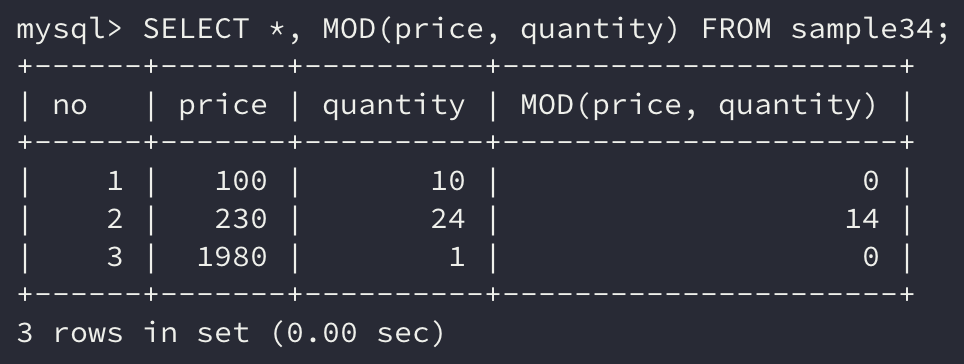 mysql> SELECT *, MOD(price, quantity) FROM sample34;
+------+-------+----------+----------------------+
| no   | price | quantity | MOD(price, quantity) |
+------+-------+----------+----------------------+
|    1 |   100 |       10 |                    0 |
|    2 |   230 |       24 |                   14 |
|    3 |  1980 |        1 |                    0 |
+------+-------+----------+----------------------+
3 rows in set (0.00 sec)